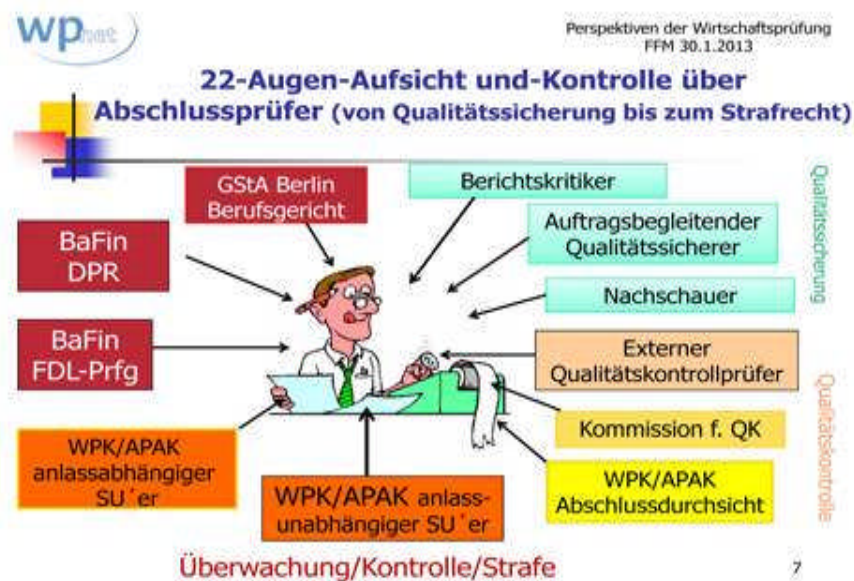 wpnet
Perspektiven der Wirtschaftsprüfung
FFM 30.1.2013
22-Augen-Aufsicht und-Kontrolle über
Abschlussprüfer (von Qualitätssicherung bis zum Strafrecht)
GStA Berlin
Berufsgericht
Berichtskritiker
BaFin
DPR
Auftragsbegleitender
Qualitätssicherer
Nachschauer
BaFin
FDL-Prfg
Externer
Qualitätskontrollprüfer
Kommission f. QK
WPK/APAK
anlassabhängiger
SU´er
WPK/APAK anlass-
unabhängiger SU´er
WPK/APAK
Abschlussdurchsicht
Qualitätssicherung
Qualitätskontrolle
Überwachung/Kontrolle/Strafe
7